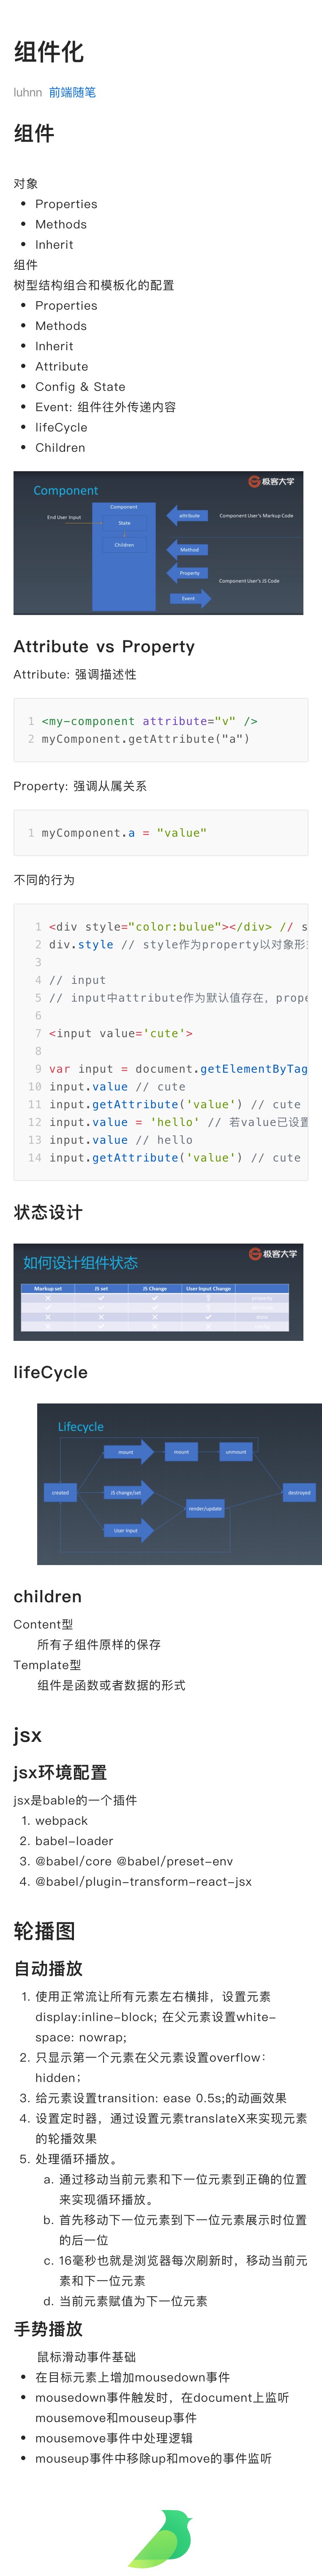 组件化
luhnn 前端随笔
组件
对象
Properties
Methods
Inherit
组件
树型结构组合和模板化的配置
Properties
Methods
Inherit
Attribute
Config & State
Event: 组件往外传递内容
lifeCycle
Children
极客大学
Component
Component
End User Input
State
Children
attribute
Component User's Markup Code
Method
Property
Component User's JS Code
Event
Attribute vs Property
Attribute: 强调描述性
1 <my-component attribute="v" />
2 myComponent.getAttribute("a")
Property: 强调从属关系
1 myComponent.a = "value"
不同的行为
1 <div style="color:bulue"></div> // s
2 div.style // style作为property以对象形
3
4 // input
5 // input中attribute作为默认值存在，prope
6
7 <input value='cute'>
8
9 var input = document.getElementByTag
10 input.value // cute
11 input.getAttribute('value') // cute
12 input.value = 'hello' // 若value已设置
13 input.value // hello
14 input.getAttribute('value') // cute
状态设计
极客大学
如何设计组件状态
Markup set JS set JS Change User Input Change
lifeCycle
Lifecycle
mount mount unmount
created JS change/set destroyed
render/update
User Input
children
Content型
所有子组件原样的保存
Template型
组件是函数或者数据的形式
jsx
jsx环境配置
jsx是bable的一个插件
1. webpack
2. babel-loader
3. @babel/core @babel/preset-env
4. @babel/plugin-transform-react-jsx
轮播图
自动播放
1. 使用正常流让所有元素左右横排，设置元素
display:inline-block; 在父元素设置white-
space: nowrap;
2. 只显示第一个元素在父元素设置overflow：
hidden；
3. 给元素设置transition: ease 0.5s;的动画效果
4. 设置定时器，通过设置元素translateX来实现元素
的轮播效果
5. 处理循环播放。
a. 通过移动当前元素和下一位元素到正确的位置
来实现循环播放。
b. 首先移动下一位元素到下一位元素展示时位置
的后一位
c. 16毫秒也就是浏览器每次刷新时，移动当前元
素和下一位元素
d. 当前元素赋值为下一位元素
手势播放
鼠标滑动事件基础
在目标元素上增加mousedown事件
mousedown事件触发时，在document上监听
mousemove和mouseup事件
mousemove事件中处理逻辑
mouseup事件中移除up和move的事件监听